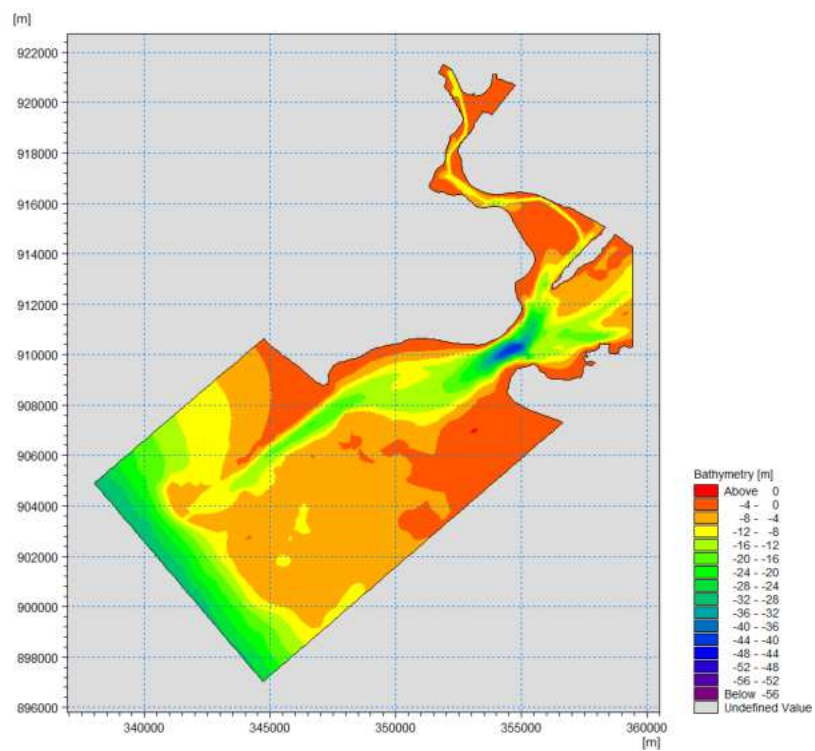 [m]
922000
920000
918000
916000
914000
912000
910000
908000
906000
904000
902000
900000
898000
896000
340000 345000 350000 355000 360000
[m]
Bathymetry [m]
Above 0
-4 - 0
-8 - -4
-12 - -8
-16 - -12
-20 - -16
-24 - -20
-28 - -24
-32 - -28
-36 - -32
-40 - -36
-44 - -40
-48 - -44
-52 - -48
-56 - -52
Below -56
Undefined Value